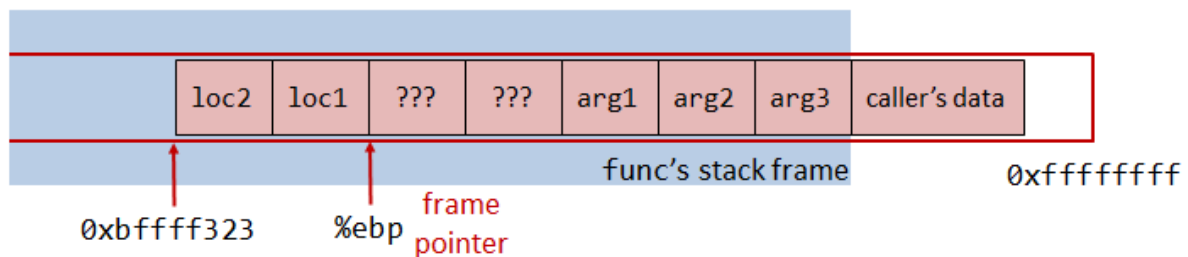 loc2 loc1 ??? ??? arg1 arg2 arg3 caller's data
func's stack frame
0xffffffff
0xbffff323
%ebp
frame
pointer